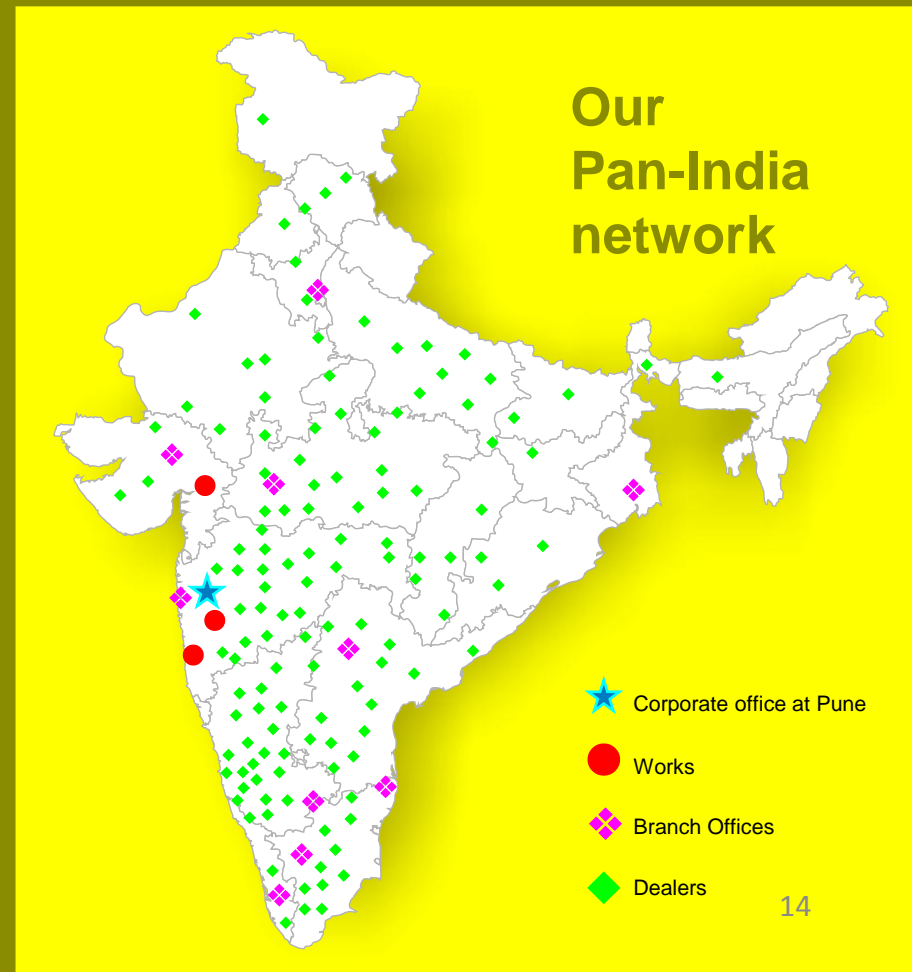 Our
Pan-India
network
Corporate office at Pune
Works
Branch Offices
Dealers
14